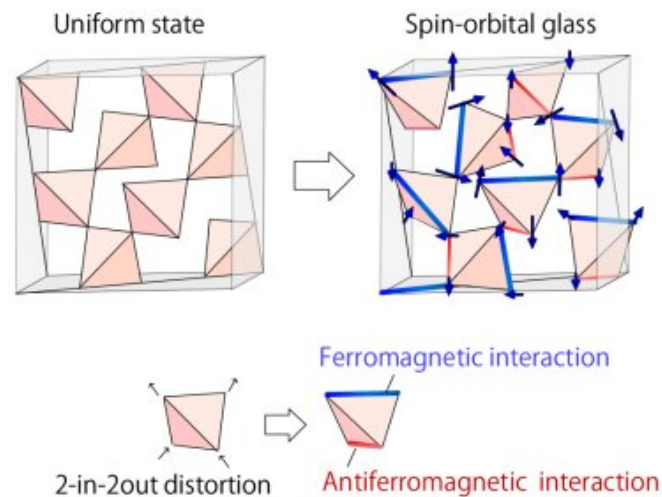 Uniform state
Spin-orbital glass
Ferromagnetic interaction
2-in-2out distortion
Antiferromagnetic interaction